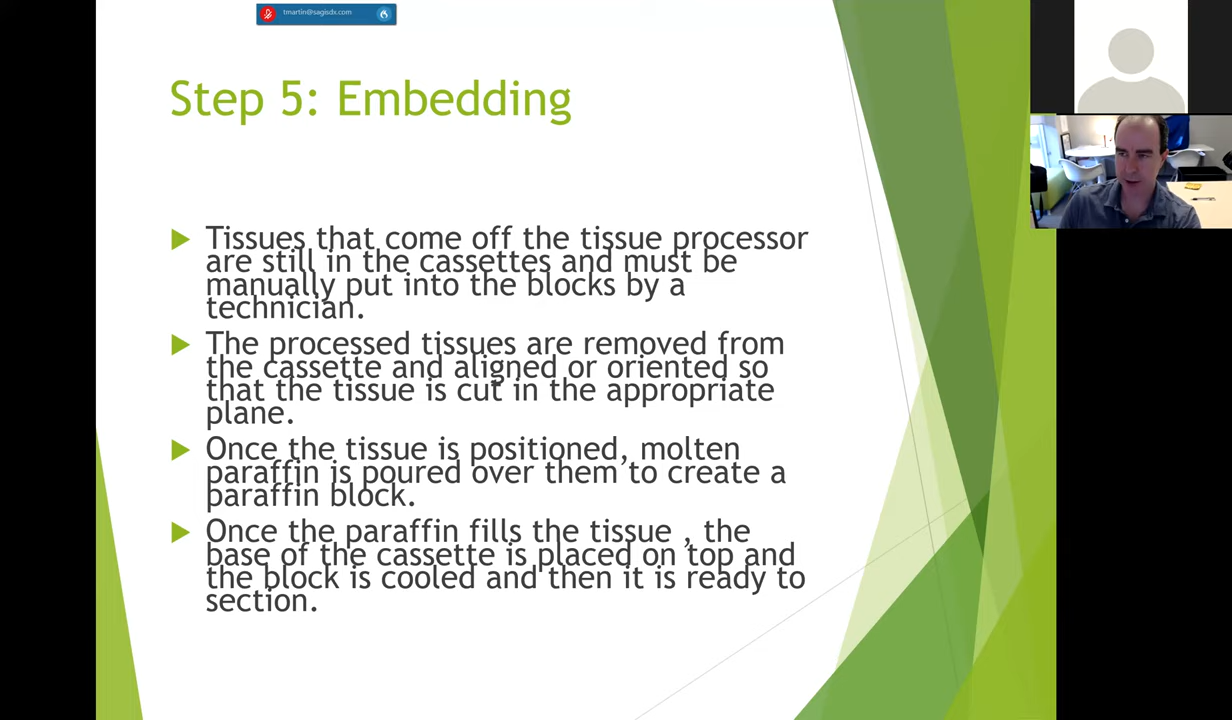 tmartin@sagisdx.com
Step 5: Embedding
Tissues that come off the tissue processor
are still in the cassettes and must be
manually put into the blocks by a
technician.
The processed tissues are removed from
the cassette and aligned or oriented so
that the tissue is cut in the appropriate
plane.
Once the tissue is positioned, molten
paraffin is poured over them to create a
paraffin block.
Once the paraffin fills the tissue , the
base of the cassette is placed on top and
the block is cooled and then it is ready to
section.